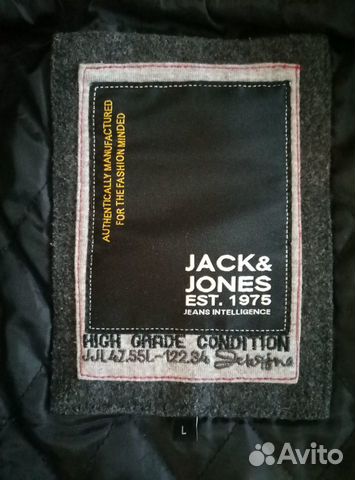 AUTHENTICALLY MANUFACTURED
FOR THE FASHION MINDED
JACK&
JONES
EST. 1975
JEANS INTELLIGENCE
HIGH GRADE CONDITION
JJL47.55L-122.34
L
Avito